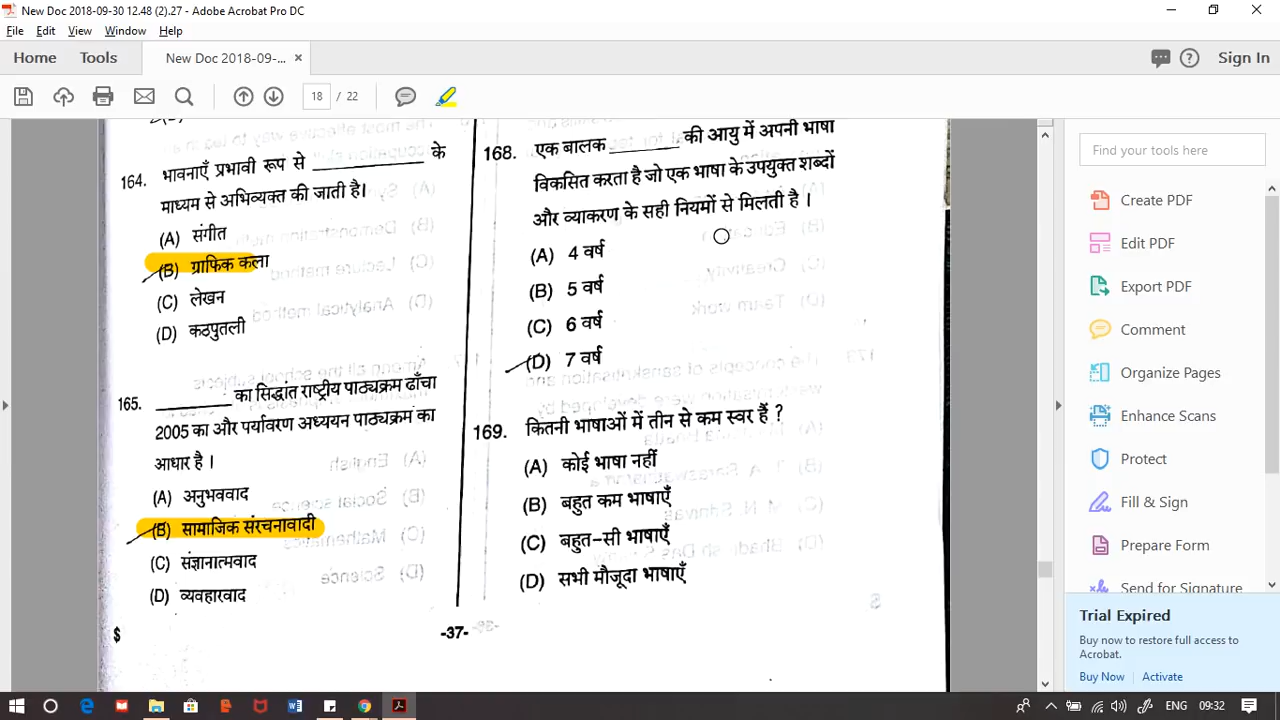 New Doc 2018-09-30 12.48 (2).27 - Adobe Acrobat Pro DC
File Edit View Window Help
Home Tools New Doc 2018-09-... × Sign In
18 / 22
164. भावनाएँ प्रभावी रूप से ________ के
माध्यम से अभिव्यक्त की जाती है।
(A) संगीत
(B) ग्राफिक कला
(C) लेखन
(D) कठपुतली
165. ________ का सिद्धांत राष्ट्रीय पाठ्यक्रम ढाँचा
2005 का और पर्यावरण अध्ययन पाठ्यक्रम का
आधार है ।
(A) अनुभववाद
(B) सामाजिक संरचनावादी
(C) संज्ञानात्मवाद
(D) व्यवहारवाद
$
-37-
168. एक बालक ________ की आयु में अपनी भाषा
विकसित करता है जो एक भाषा के उपयुक्त शब्दों
और व्याकरण के सही नियमों से मिलती है ।
(A) 4 वर्ष
(B) 5 वर्ष
(C) 6 वर्ष
(D) 7 वर्ष
169. कितनी भाषाओं में तीन से कम स्वर हैं ?
(A) कोई भाषा नहीं
(B) बहुत कम भाषाएँ
(C) बहुत-सी भाषाएँ
(D) सभी मौजूदा भाषाएँ
Find your tools here
Create PDF
Edit PDF
Export PDF
Comment
Organize Pages
Enhance Scans
Protect
Fill & Sign
Prepare Form
Send for Signature
Trial Expired
Buy now to restore full access to
Acrobat.
Buy Now Activate
ENG 09:32